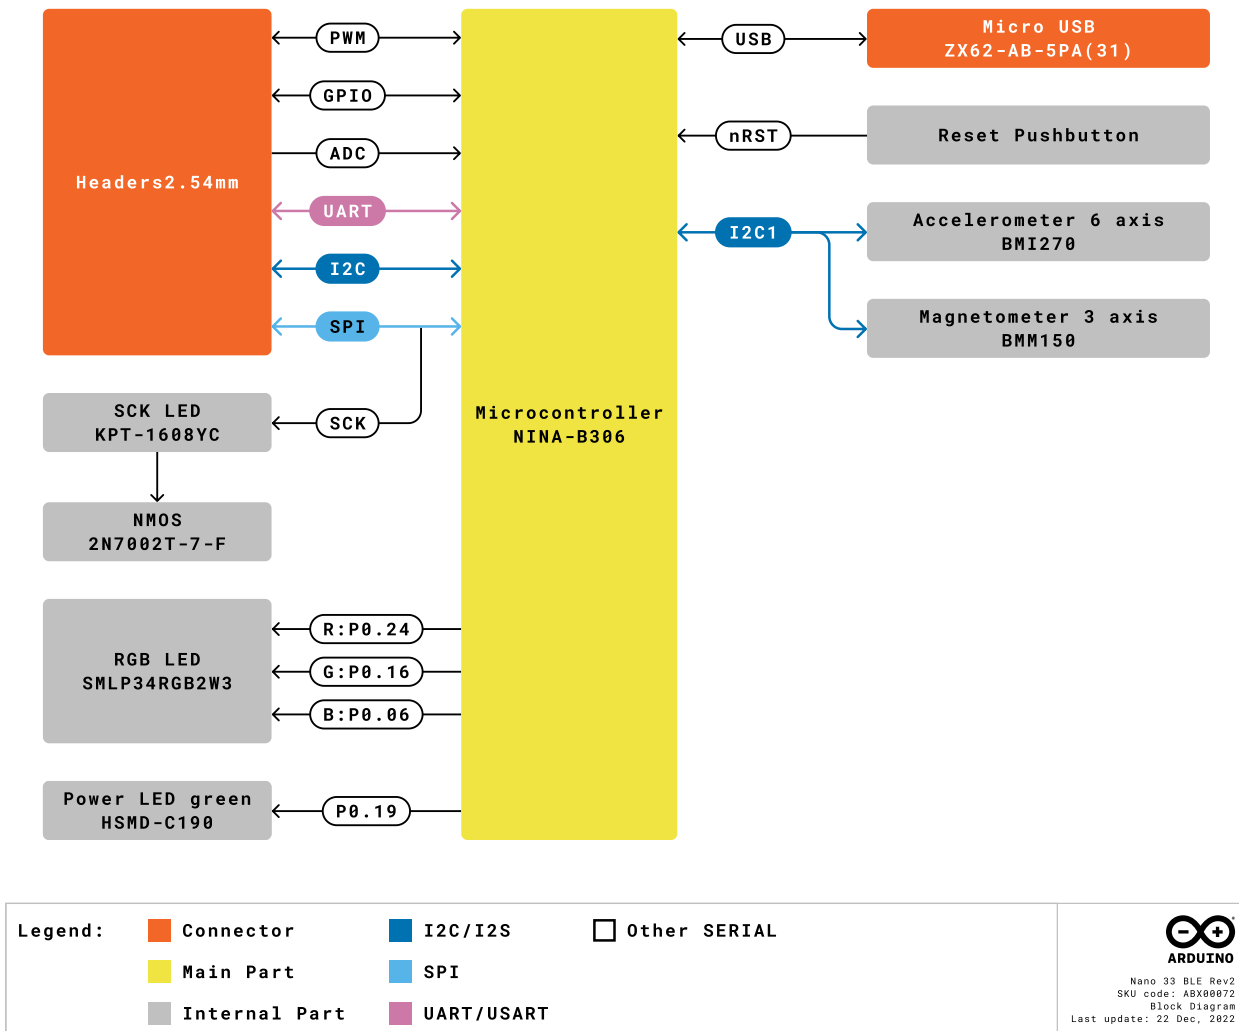 Headers2.54mm
PWM
GPIO
ADC
UART
I2C
SPI
SCK LED
KPT-1608YC
SCK
NMOS
2N7002T-7-F
RGB LED
SMLP34RGB2W3
R:P0.24
G:P0.16
B:P0.06
Power LED green
HSMD-C190
P0.19
Microcontroller
NINA-B306
USB
Micro USB
ZX62-AB-5PA(31)
nRST
Reset Pushbutton
I2C1
Accelerometer 6 axis
BMI270
Magnetometer 3 axis
BMM150
Legend:
Connector
Main Part
Internal Part
I2C/I2S
SPI
UART/USART
Other SERIAL
ARDUINO
Nano 33 BLE Rev2
SKU code: ABX00072
Block Diagram
Last update: 22 Dec, 2022